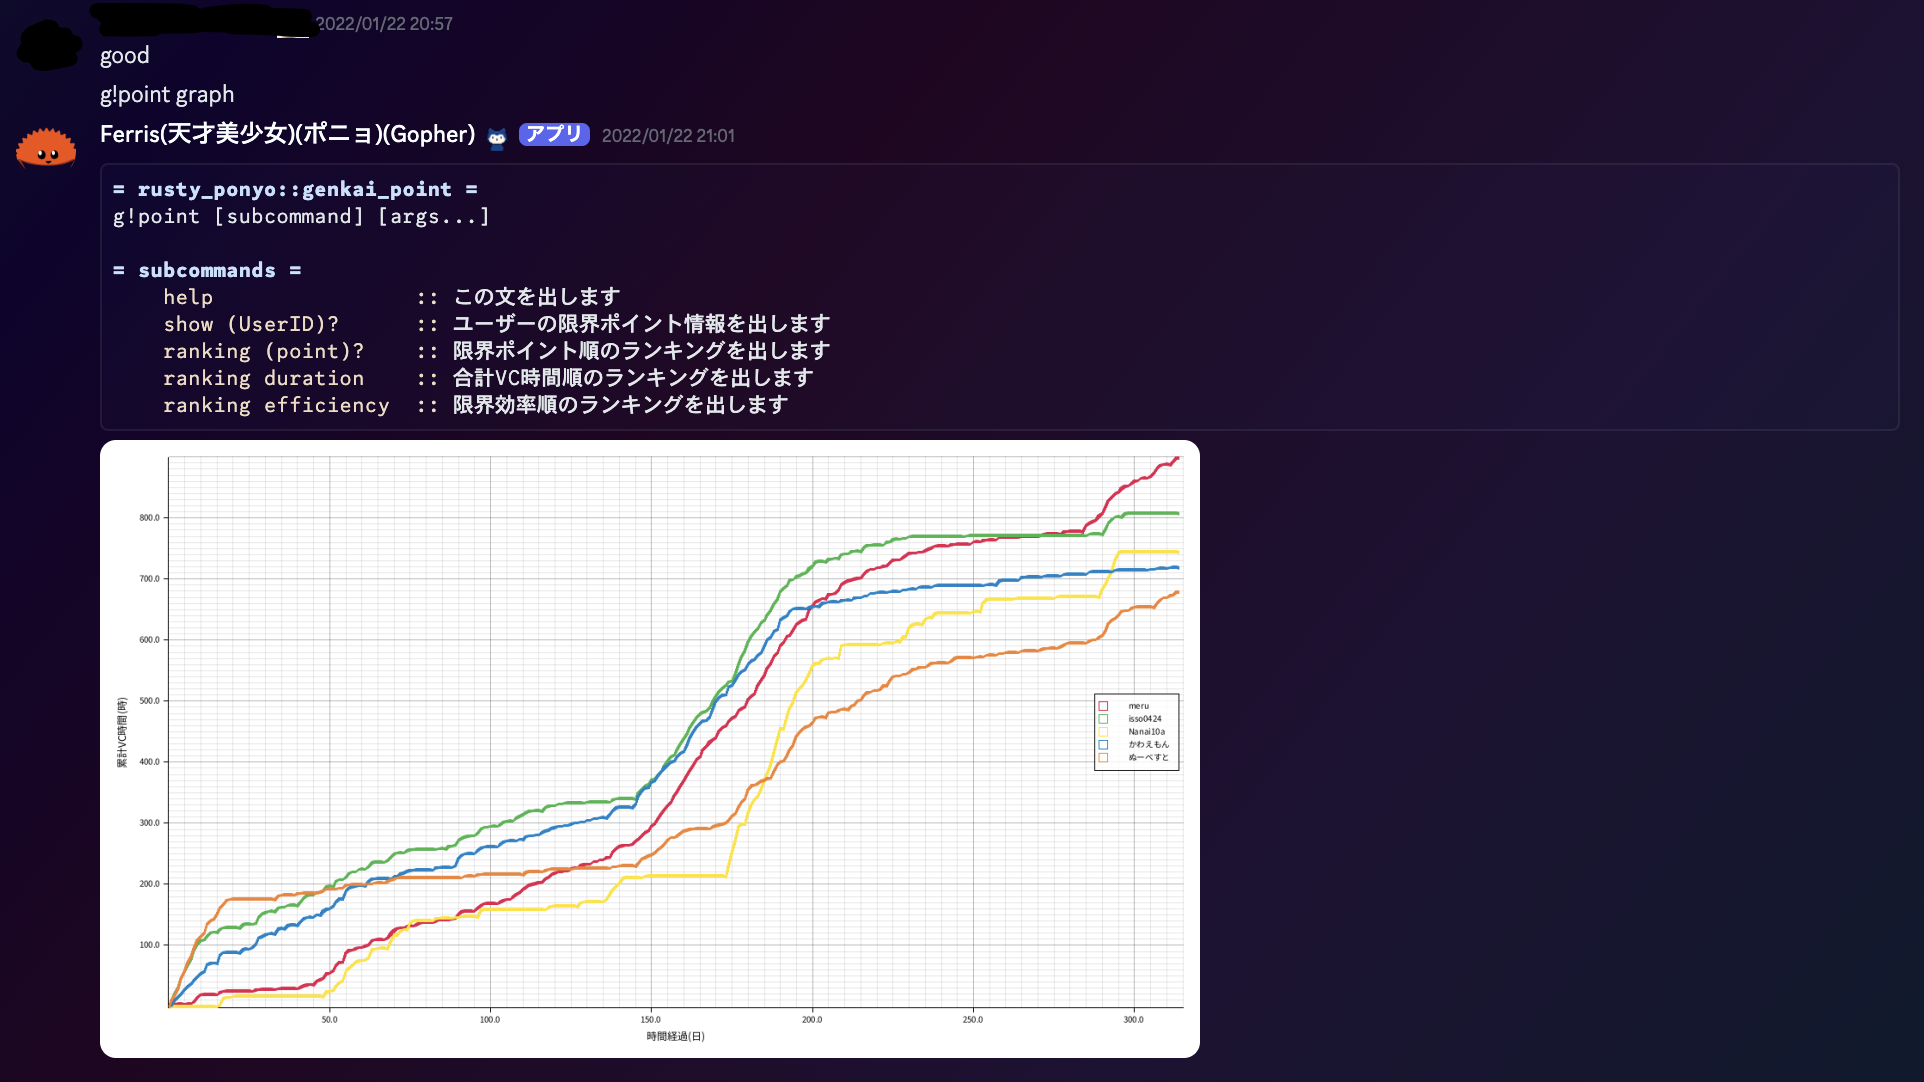 2022/01/22 20:57
good
g!point graph
Ferris(天才美少女)(ポニョ)(Gopher) アプリ 2022/01/22 21:01
= rusty_ponyo::genkai_point =
g!point [subcommand] [args...]
= subcommands =
help :: この文を出します
show (UserID)? :: ユーザーの限界ポイント情報を出します
ranking (point)? :: 限界ポイント順のランキングを出します
ranking duration :: 合計VC時間順のランキングを出します
ranking efficiency :: 限界効率順のランキングを出します
800.0
700.0
600.0
500.0
400.0
300.0
200.0
100.0
累計VC時間(時)
meru
isso0424
Nanai10a
かわえもん
ぬーべすと
50.0 100.0 150.0 200.0 250.0 300.0
時間経過(日)